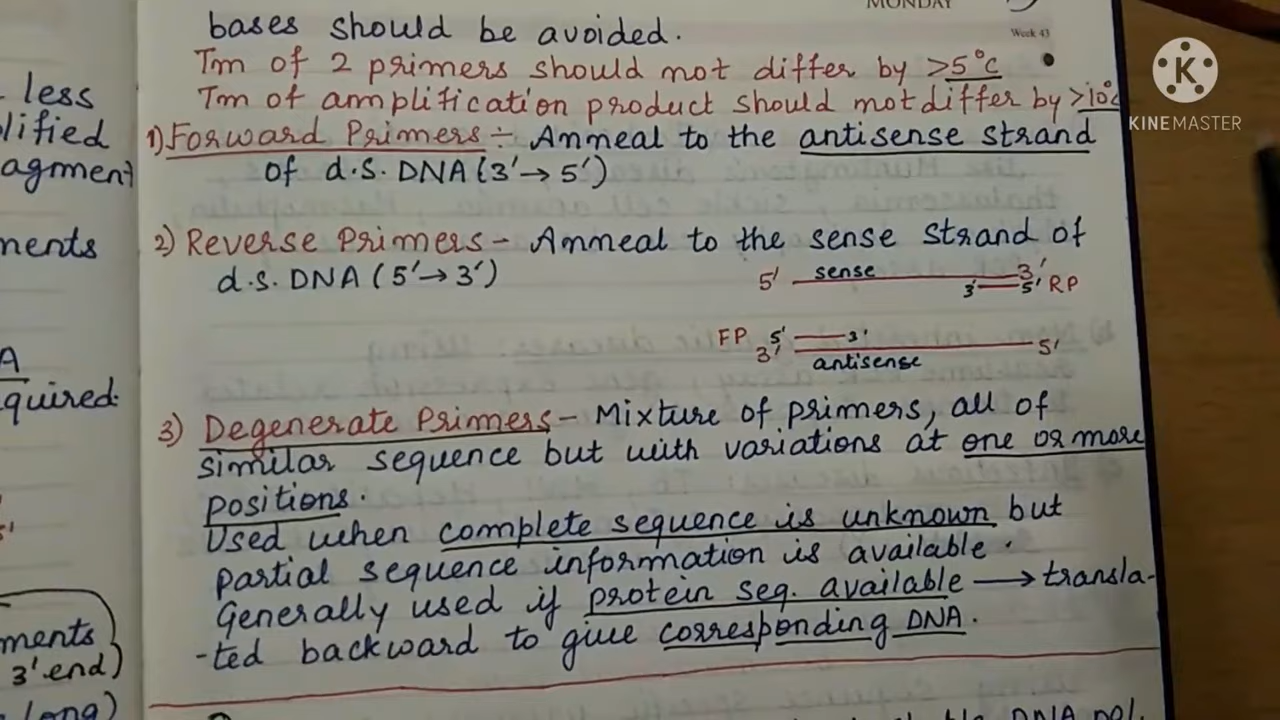 MONDAY
Week 43
bases should be avoided.
Tm of 2 primers should not differ by >5°C
Tm of amplification product should not differ by >10°C
1) Forward Primers ÷ Anneal to the antisense strand
of d.s. DNA (3' → 5')
2) Reverse Primers - Anneal to the sense strand of
d.s. DNA (5' → 3')
5' sense 3'
3' 5' RP
FP 5' 3'
3' 5'
antisense
3) Degenerate Primers - Mixture of primers, all of
similar sequence but with variations at one or more
positions.
Used when complete sequence is unknown but
partial sequence information is available.
Generally used if protein seq. available → transla-
-ted backward to give corresponding DNA.
DNA pol.
less
lified
agment
ments
A
quired.
ments
3' end)
long)
K
KINEMASTER